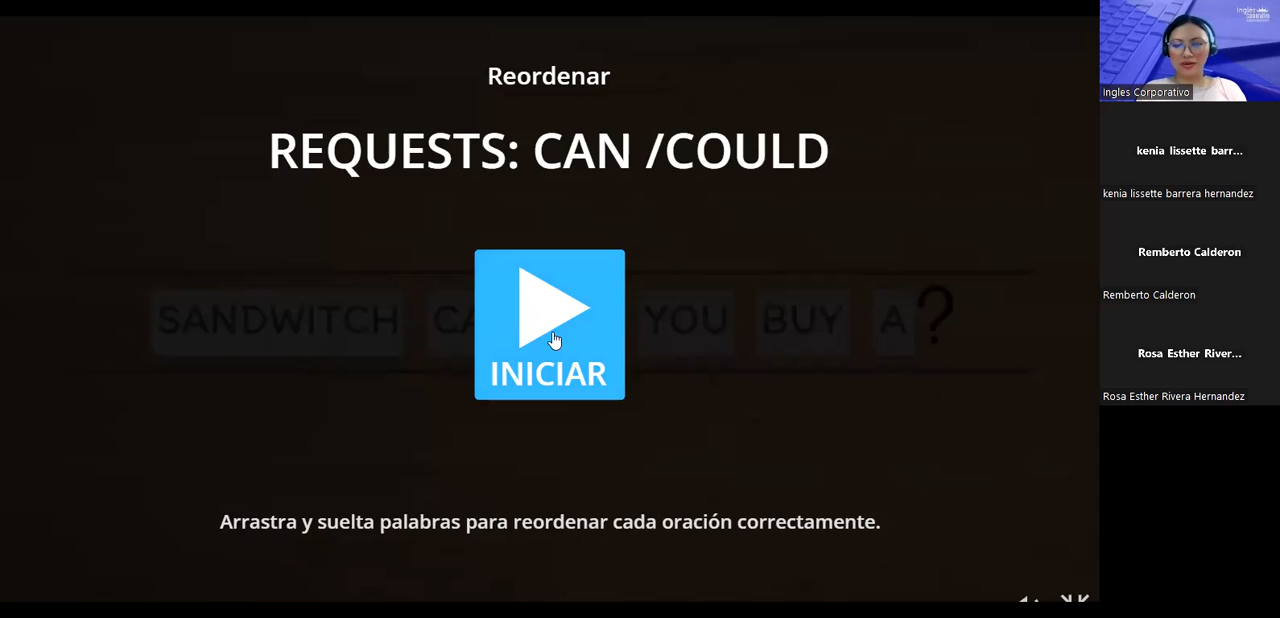 Reordenar
REQUESTS: CAN /COULD
SANDWITCH
YOU BUY A?
INICIAR
Arrastra y suelta palabras para reordenar cada oración correctamente.
Ingles Corporativo
kenia lissette barr...
kenia lissette barrera hernandez
Remberto Calderon
Remberto Calderon
Rosa Esther River...
Rosa Esther Rivera Hernandez